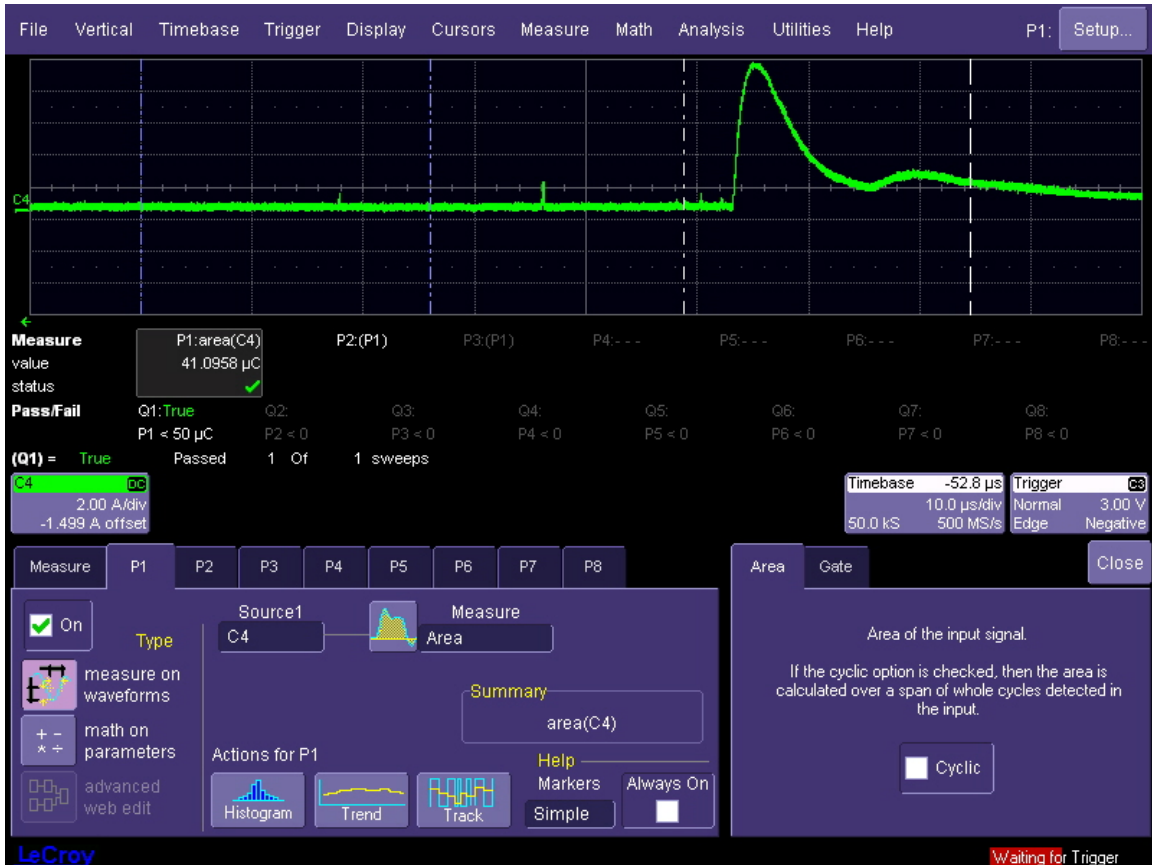 File Vertical Timebase Trigger Display Cursors Measure Math Analysis Utilities Help P1: Setup...
C4
Measure P1:area(C4) P2:(P1) P3:(P1) P4:- - - P5:- - - P6:- - - P7:- - - P8:- - -
value 41.0958 µC
status
Pass/Fail Q1:True Q2: Q3: Q4: Q5: Q6: Q7: Q8:
P1 < 50 µC P2 < 0 P3 < 0 P4 < 0 P5 < 0 P6 < 0 P7 < 0 P8 < 0
(Q1) = True Passed 1 Of 1 sweeps
C4 DC
2.00 A/div
-1.499 A offset
Timebase -52.8 µs
10.0 µs/div
50.0 kS 500 MS/s
Trigger C3
Normal 3.00 V
Edge Negative
Measure P1 P2 P3 P4 P5 P6 P7 P8
Area Gate Close
On
Type
measure on
waveforms
math on
parameters
advanced
web edit
Source1
C4
Measure
Area
Summary
area(C4)
Actions for P1
Histogram Trend Track
Help
Markers
Simple
Always On
Area of the input signal.
If the cyclic option is checked, then the area is
calculated over a span of whole cycles detected in
the input.
Cyclic
LeCroy
Waiting for Trigger